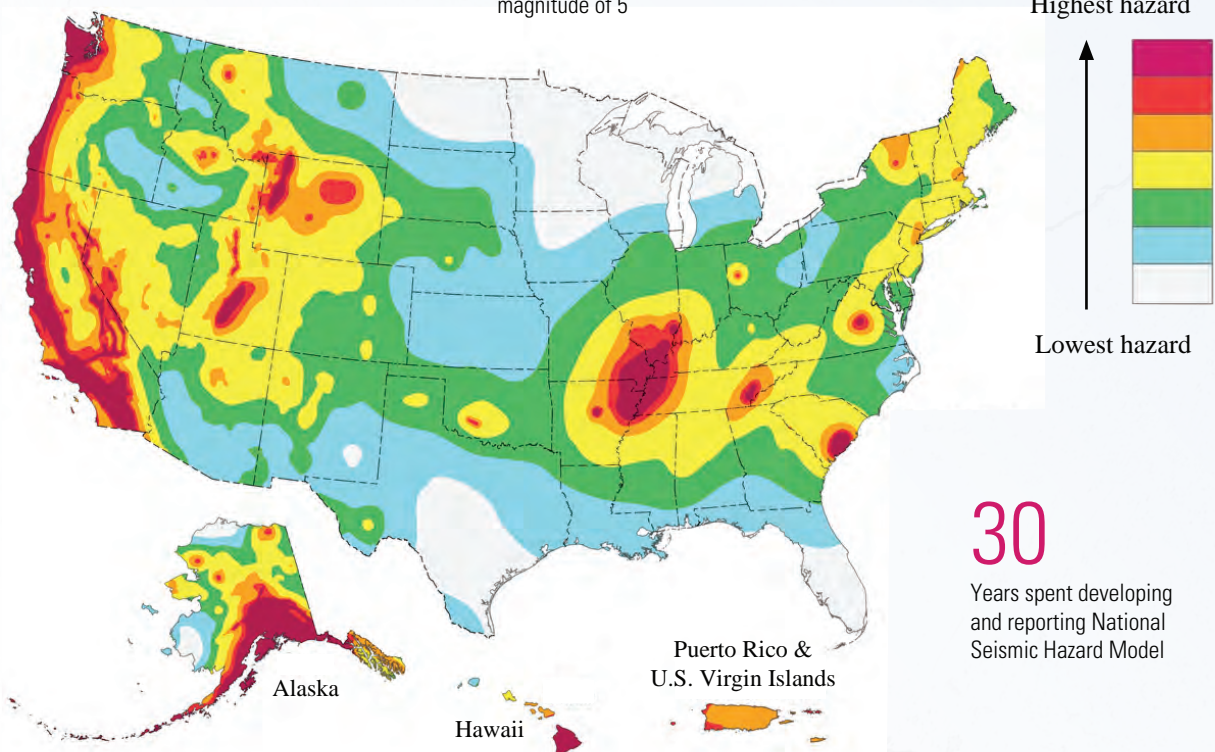 magnitude of 5
Highest hazard
Lowest hazard
30
Years spent developing
and reporting National
Seismic Hazard Model
Puerto Rico &
U.S. Virgin Islands
Alaska
Hawaii